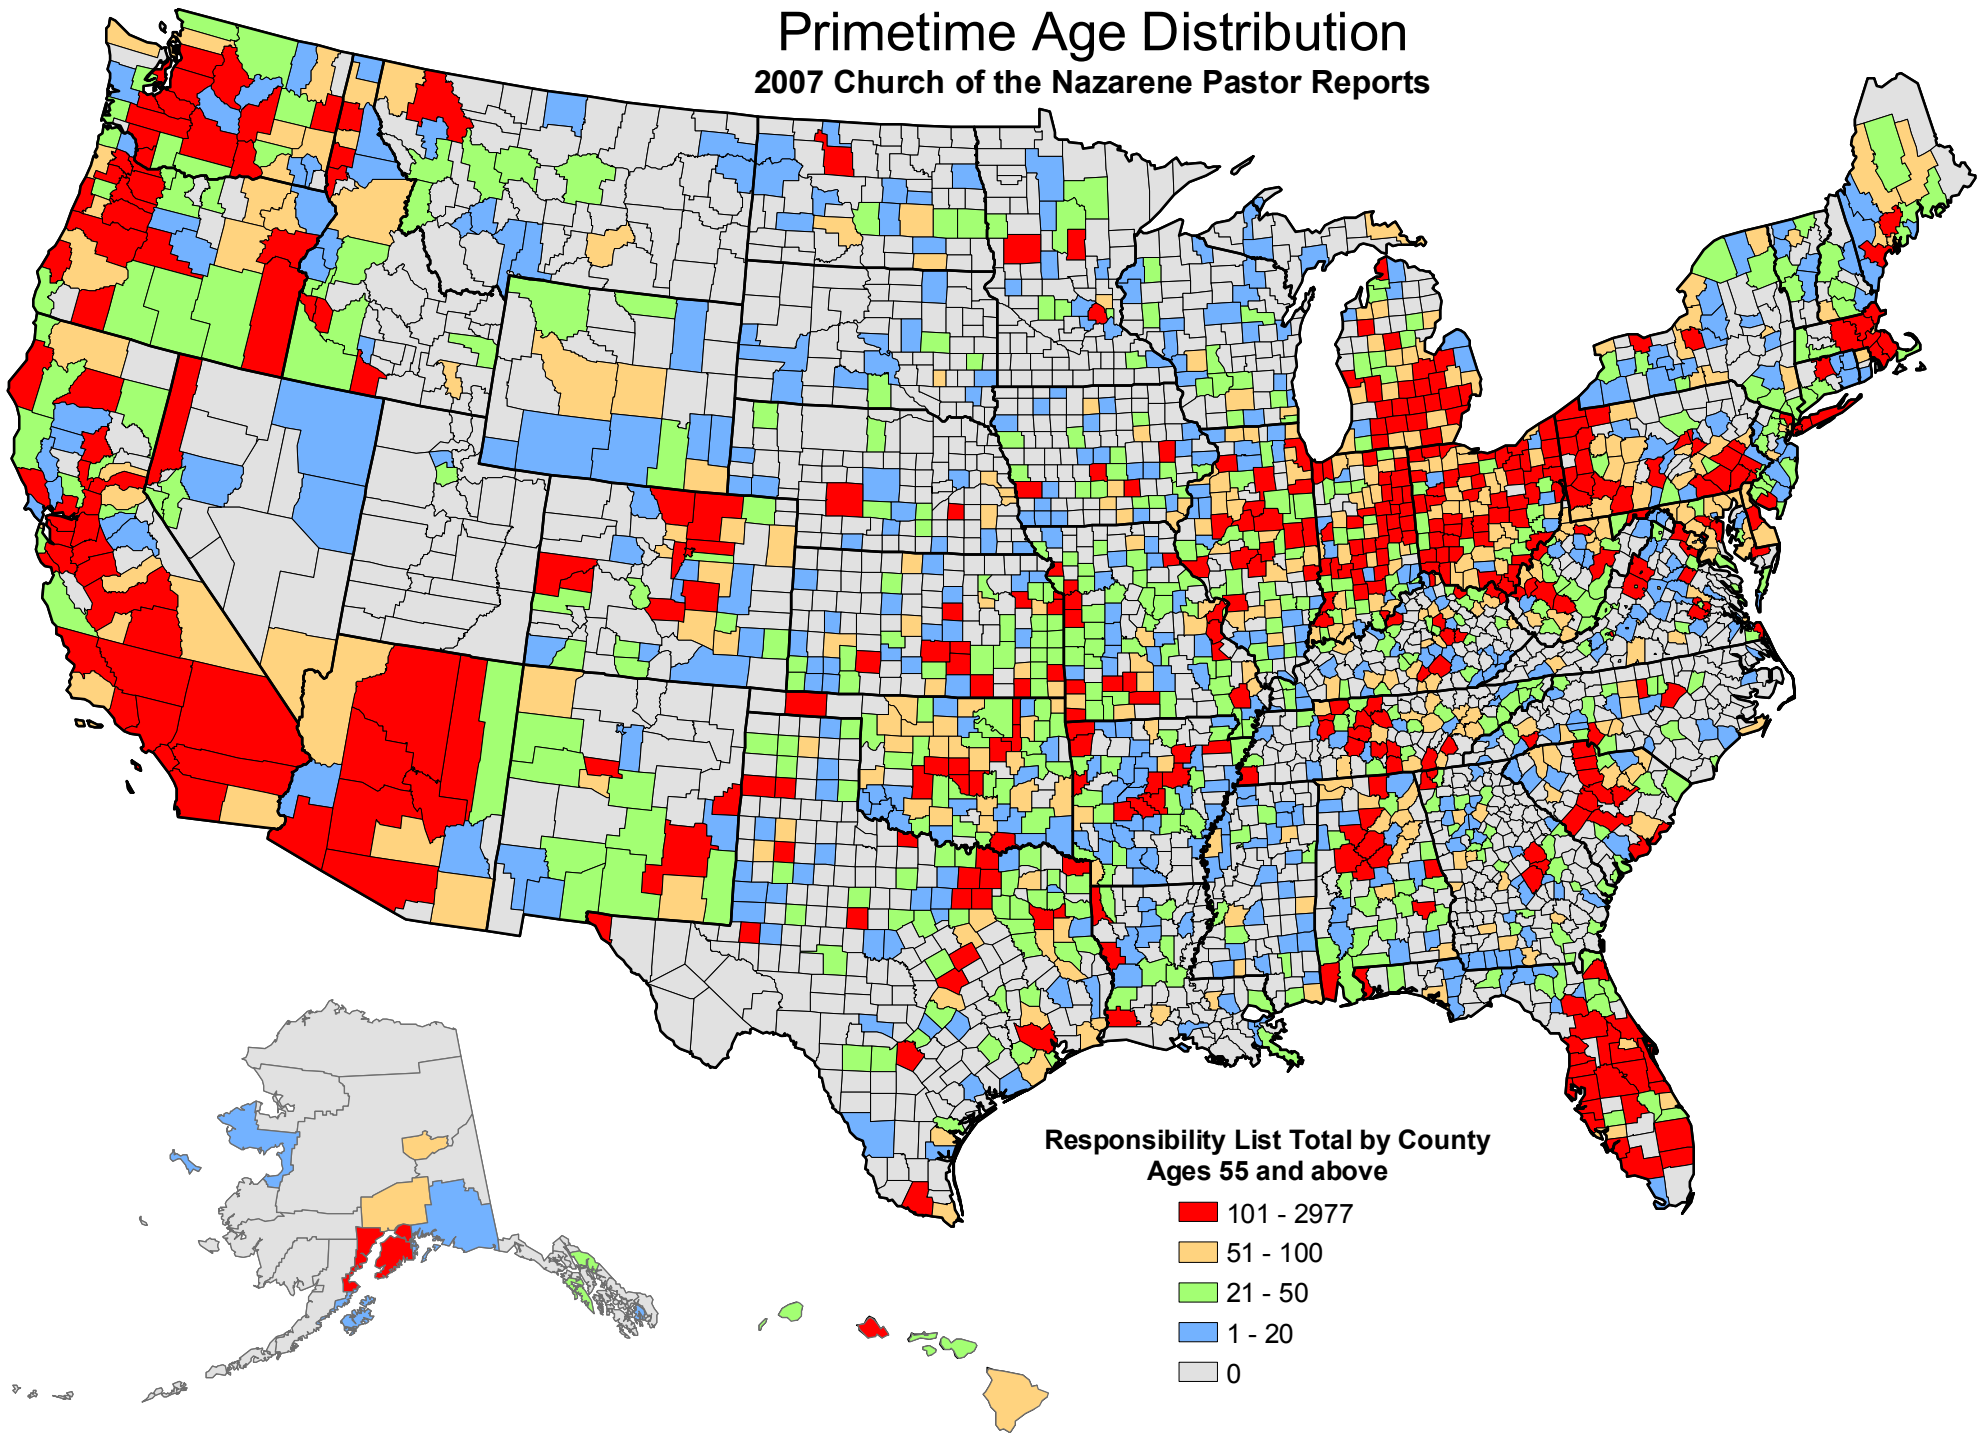 Primetime Age Distribution
2007 Church of the Nazarene Pastor Reports
Responsibility List Total by County
Ages 55 and above
101 - 2977
51 - 100
21 - 50
1 - 20
0